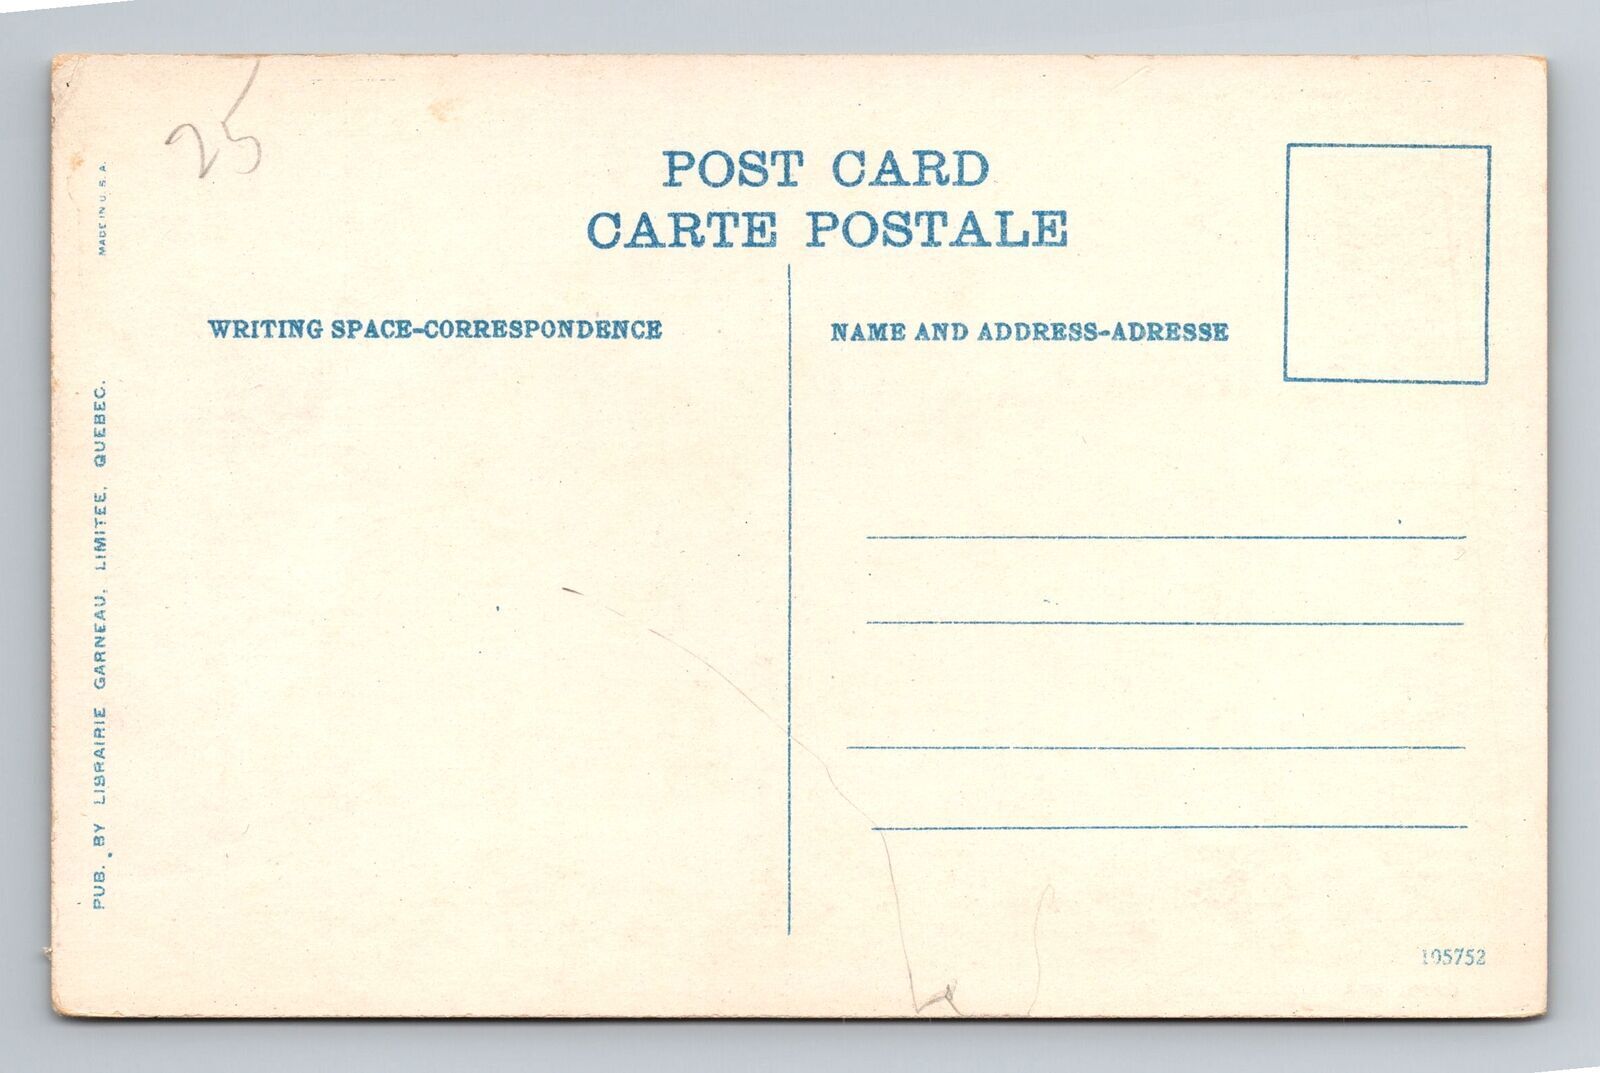 25
POST CARD
CARTE POSTALE
WRITING SPACE-CORRESPONDENCE
NAME AND ADDRESS-ADRESSE
MADE IN U.S.A.
PUB. BY LIBRAIRIE GARNEAU, LIMITEE, QUEBEC.
105752